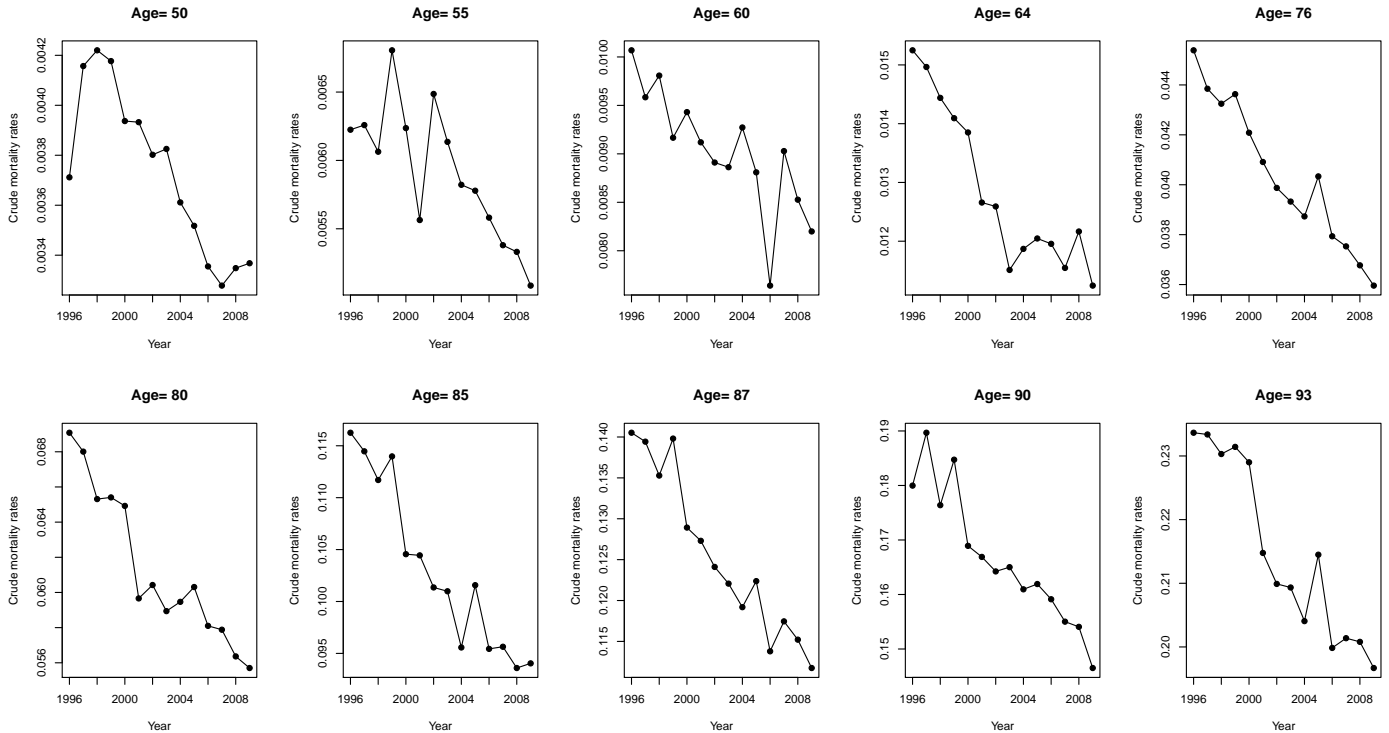 Age= 50
Age= 55
Age= 60
Age= 64
Age= 76
Crude mortality rates
0.0034 0.0036 0.0038 0.0040 0.0042
1996 2000 2004 2008
Year
Crude mortality rates
0.0055 0.0060 0.0065
1996 2000 2004 2008
Year
Crude mortality rates
0.0080 0.0085 0.0090 0.0095 0.0100
1996 2000 2004 2008
Year
Crude mortality rates
0.012 0.013 0.014 0.015
1996 2000 2004 2008
Year
Crude mortality rates
0.036 0.038 0.040 0.042 0.044
1996 2000 2004 2008
Year
Age= 80
Age= 85
Age= 87
Age= 90
Age= 93
Crude mortality rates
0.056 0.060 0.064 0.068
1996 2000 2004 2008
Year
Crude mortality rates
0.095 0.100 0.105 0.110 0.115
1996 2000 2004 2008
Year
Crude mortality rates
0.115 0.120 0.125 0.130 0.135 0.140
1996 2000 2004 2008
Year
Crude mortality rates
0.15 0.16 0.17 0.18 0.19
1996 2000 2004 2008
Year
Crude mortality rates
0.20 0.21 0.22 0.23
1996 2000 2004 2008
Year